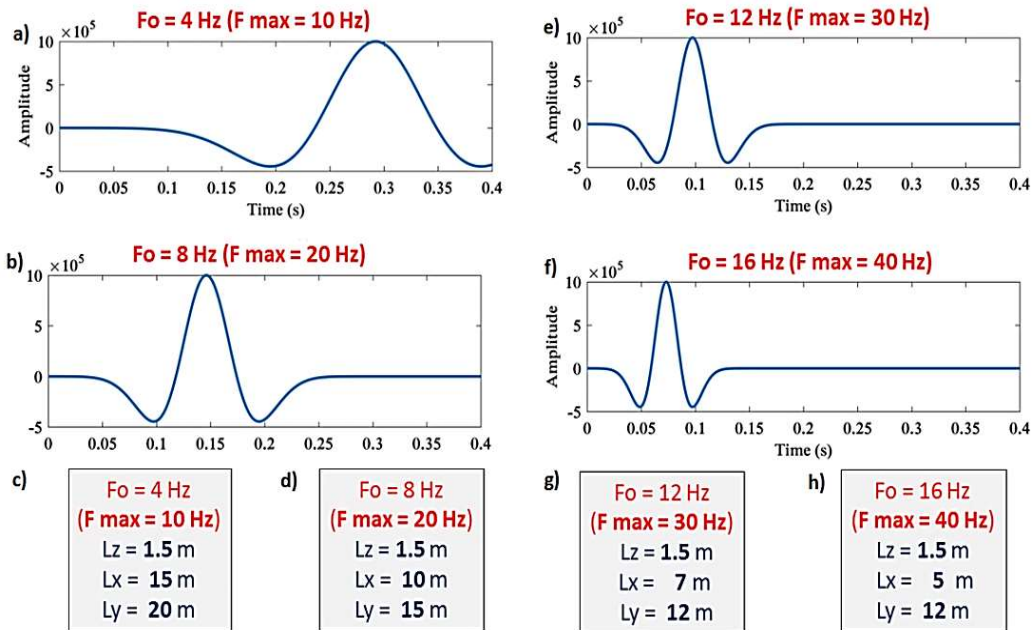 a)
Fo = 4 Hz (F max = 10 Hz)
10 ×10⁵
5
0
-5
Amplitude
0 0.05 0.1 0.15 0.2 0.25 0.3 0.35 0.4
Time (s)
b)
Fo = 8 Hz (F max = 20 Hz)
10 ×10⁵
5
0
-5
0 0.05 0.1 0.15 0.2 0.25 0.3 0.35 0.4
c)
Fo = 4 Hz
(F max = 10 Hz)
Lz = 1.5 m
Lx = 15 m
Ly = 20 m
d)
Fo = 8 Hz
(F max = 20 Hz)
Lz = 1.5 m
Lx = 10 m
Ly = 15 m
e)
Fo = 12 Hz (F max = 30 Hz)
10 ×10⁵
5
0
-5
Amplitude
0 0.05 0.1 0.15 0.2 0.25 0.3 0.35 0.4
Time (s)
f)
Fo = 16 Hz (F max = 40 Hz)
10 ×10⁵
5
0
-5
Amplitude
0 0.05 0.1 0.15 0.2 0.25 0.3 0.35 0.4
Time (s)
g)
Fo = 12 Hz
(F max = 30 Hz)
Lz = 1.5 m
Lx = 7 m
Ly = 12 m
h)
Fo = 16 Hz
(F max = 40 Hz)
Lz = 1.5 m
Lx = 5 m
Ly = 12 m